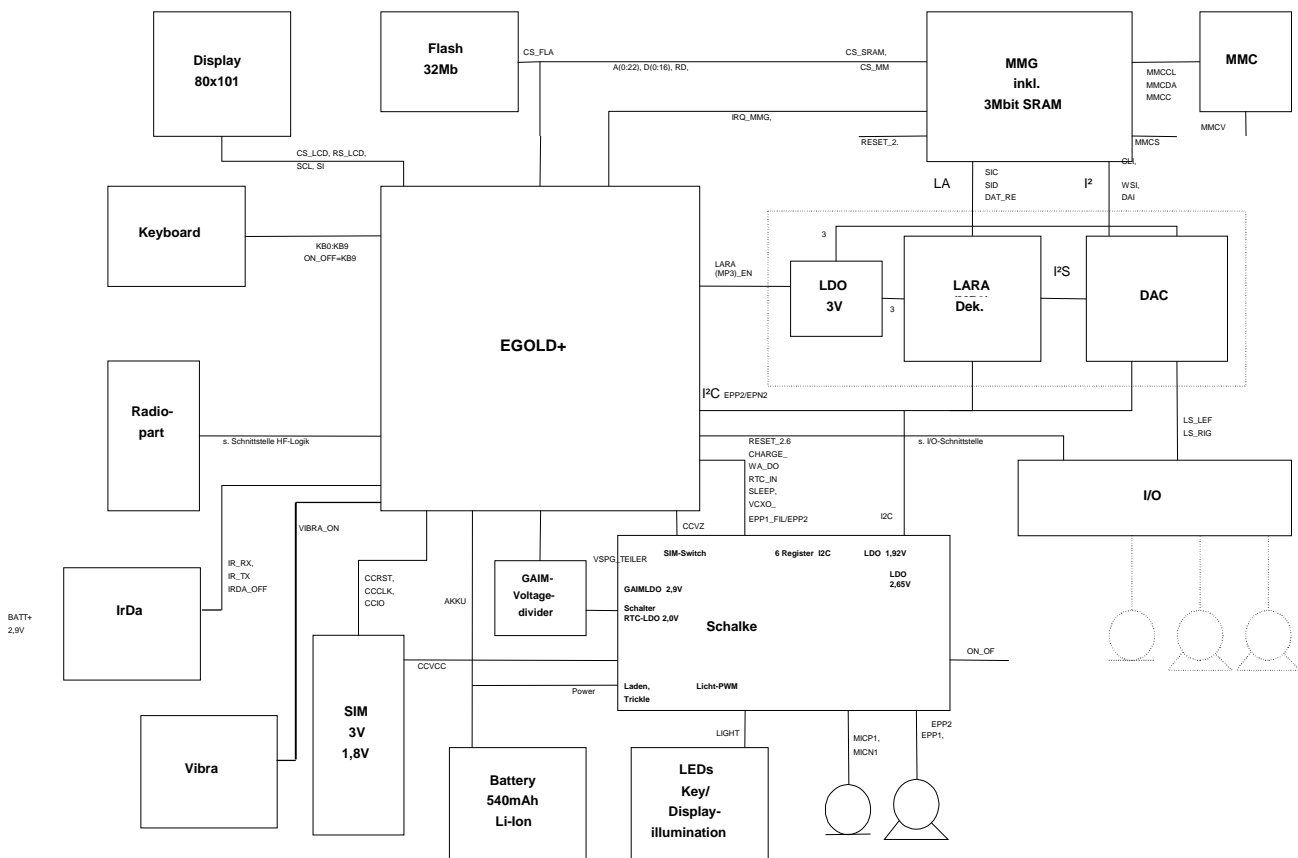 Display
80x101
Flash
32Mb
CS_FLA
A(0:22), D(0:16), RD,
CS_SRAM,
CS_MM
MMG
inkl.
3Mbit SRAM
MMCCL
MMCDA
MMCC
MMC
MMCV
IRQ_MMG,
RESET_2.
MMCS
CS_LCD, RS_LCD,
SCL, SI
CLI,
LA
SIC
SID
DAT_RE
I²
WSI,
DAI
Keyboard
KB0:KB9
ON_OFF=KB9
LARA
(MP3)_EN
3
LDO
3V
3
LARA
Dek.
I²S
DAC
EGOLD+
I²C EPP2/EPN2
Radio-
part
s. Schnittstelle HF-Logik
RESET_2.6
CHARGE_
WA_DO
RTC_IN
SLEEP,
VCXO_
EPP1_FIL/EPP2
s. I/O-Schnittstelle
LS_LEF
LS_RIG
I/O
I2C
VIBRA_ON
CCVZ
IR_RX,
IR_TX
IRDA_OFF
IrDa
BATT+
2,9V
CCRST,
CCCLK,
CCIO
AKKU
GAIM-
Voltage-
divider
VSPG_TEILER
SIM-Switch
6 Register I2C
LDO 1,92V
LDO
2,65V
GAIMLDO 2,9V
Schalter
RTC-LDO 2,0V
Schalke
ON_OF
CCVCC
Power
Laden,
Trickle
Licht-PWM
SIM
3V
1,8V
Vibra
Battery
540mAh
Li-Ion
LIGHT
LEDs
Key/
Display-
illumination
MICP1,
MICN1
EPP2
EPP1,